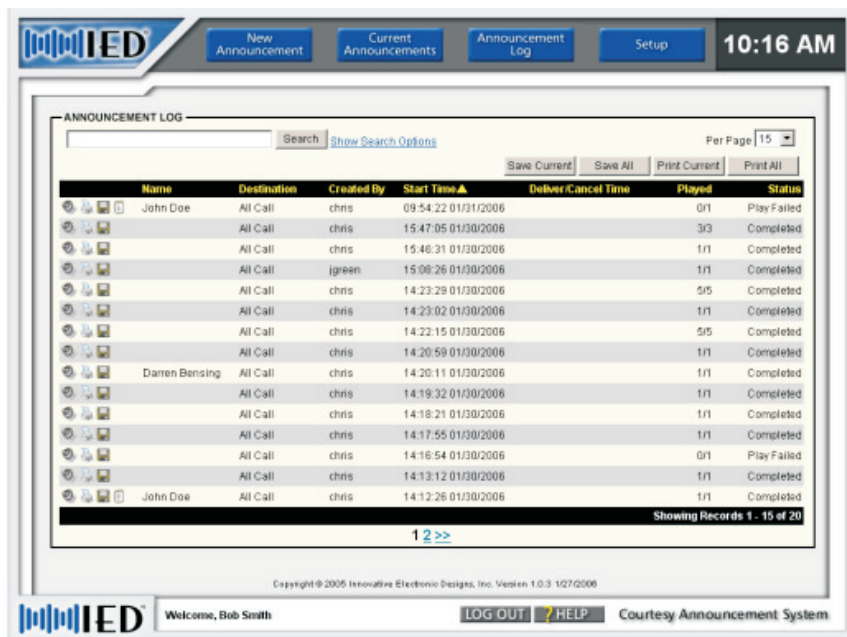 IED
New Announcement
Current Announcements
Announcement Log
Setup
10:16 AM
ANNOUNCEMENT LOG
Search Show Search Options Per Page 15
Save Current Save All Print Current Print All
Name Destination Created By Start Time▲ Deliver/Cancel Time Played Status
John Doe All Call chris 09:54:22 01/31/2006 0/1 Play Failed
All Call chris 15:47:05 01/30/2006 3/3 Completed
All Call chris 15:46:31 01/30/2006 1/1 Completed
All Call jgreen 15:08:26 01/30/2006 1/1 Completed
All Call chris 14:23:29 01/30/2006 5/5 Completed
All Call chris 14:23:02 01/30/2006 1/1 Completed
All Call chris 14:22:15 01/30/2006 5/5 Completed
All Call chris 14:20:59 01/30/2006 1/1 Completed
Darren Bensing All Call chris 14:20:11 01/30/2006 1/1 Completed
All Call chris 14:19:32 01/30/2006 1/1 Completed
All Call chris 14:18:21 01/30/2006 1/1 Completed
All Call chris 14:17:55 01/30/2006 1/1 Completed
All Call chris 14:16:54 01/30/2006 0/1 Play Failed
All Call chris 14:13:12 01/30/2006 1/1 Completed
John Doe All Call chris 14:12:26 01/30/2006 1/1 Completed
Showing Records 1 - 15 of 20
1 2 >>
Copyright © 2005 Innovative Electronic Designs, Inc. Version 1.0.3 1/27/2006
IED Welcome, Bob Smith LOG OUT ? HELP Courtesy Announcement System